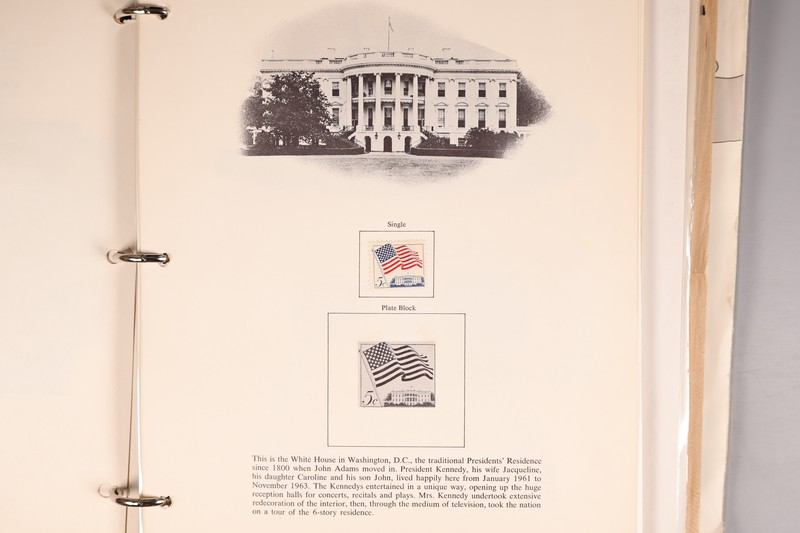 Single
5c
Plate Block
5c
This is the White House in Washington, D.C., the traditional Presidents' Residence
since 1800 when John Adams moved in. President Kennedy, his wife Jacqueline,
his daughter Caroline and his son John, lived happily here from January 1961 to
November 1963. The Kennedys entertained in a unique way, opening up the huge
reception halls for concerts, recitals and plays. Mrs. Kennedy undertook extensive
redecoration of the interior, then, through the medium of television, took the nation
on a tour of the 6-story residence.